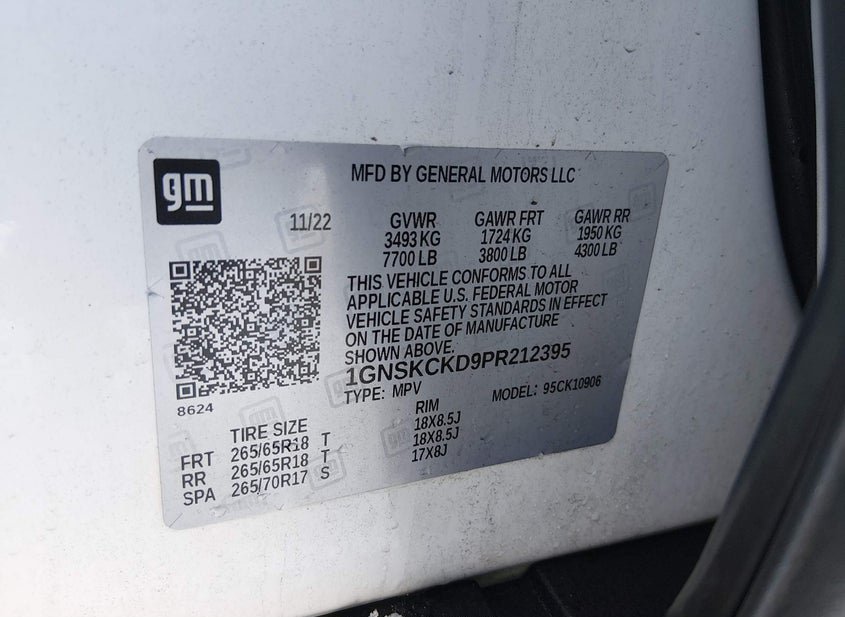 gm
MFD BY GENERAL MOTORS LLC
11/22
GVWR GAWR FRT GAWR RR
3493 KG 1724 KG 1950 KG
7700 LB 3800 LB 4300 LB
THIS VEHICLE CONFORMS TO ALL
APPLICABLE U.S. FEDERAL MOTOR
VEHICLE SAFETY STANDARDS IN EFFECT
ON THE DATE OF MANUFACTURE
SHOWN ABOVE.
1GNSKCKD9PR212395
TYPE: MPV MODEL: 95CK10906
8624
TIRE SIZE RIM
FRT 265/65R18 T 18X8.5J
RR 265/65R18 T 18X8.5J
SPA 265/70R17 S 17X8J